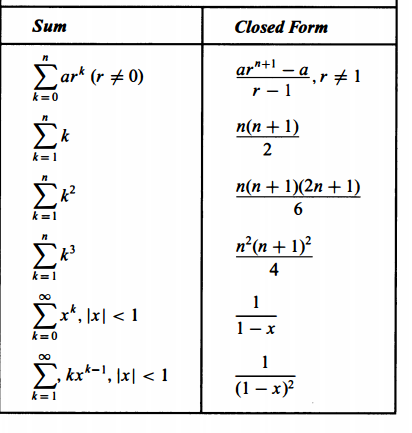 Sum Closed Form
$\sum_{k=0}^{n} ar^k \ (r \neq 0)$ $\frac{ar^{n+1} - a}{r - 1}, r \neq 1$
$\sum_{k=1}^{n} k$ $\frac{n(n + 1)}{2}$
$\sum_{k=1}^{n} k^2$ $\frac{n(n + 1)(2n + 1)}{6}$
$\sum_{k=1}^{n} k^3$ $\frac{n^2(n + 1)^2}{4}$
$\sum_{k=0}^{\infty} x^k, |x| < 1$ $\frac{1}{1 - x}$
$\sum_{k=1}^{\infty}, kx^{k-1}, |x| < 1$ $\frac{1}{(1 - x)^2}$